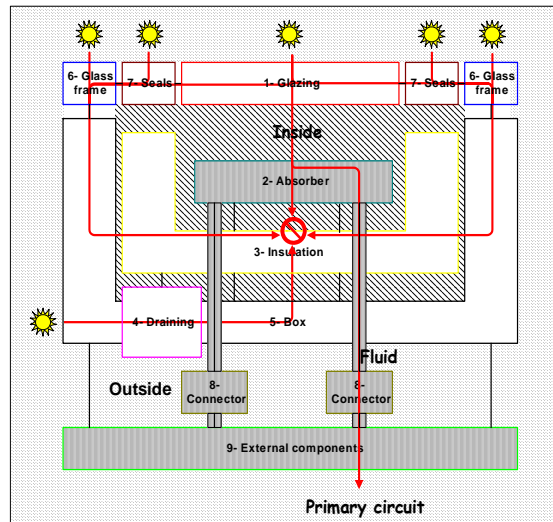 6- Glass
frame
7- Seals
1- Glazing
7- Seals
6- Glass
frame
Inside
2- Absorber
3- Insulation
4- Draining
5- Box
Fluid
Outside
8-
Connector
8-
Connector
9- External components
Primary circuit